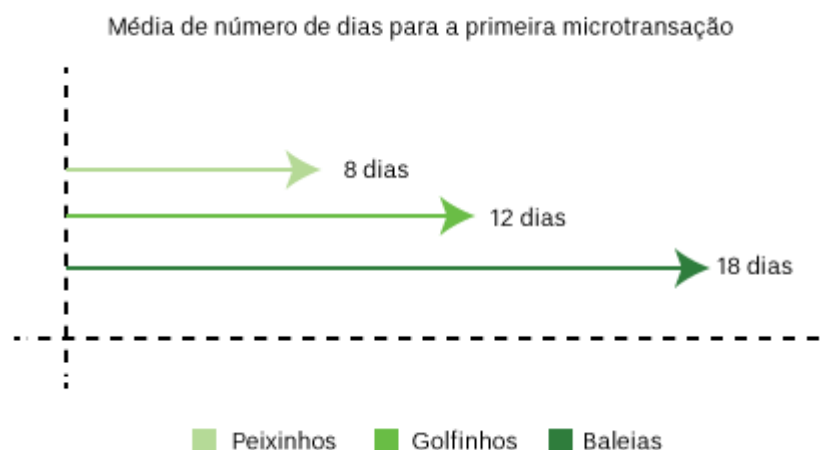 Média de número de dias para a primeira microtransação
8 dias
12 dias
18 dias
Peixinhos Golfinhos Baleias